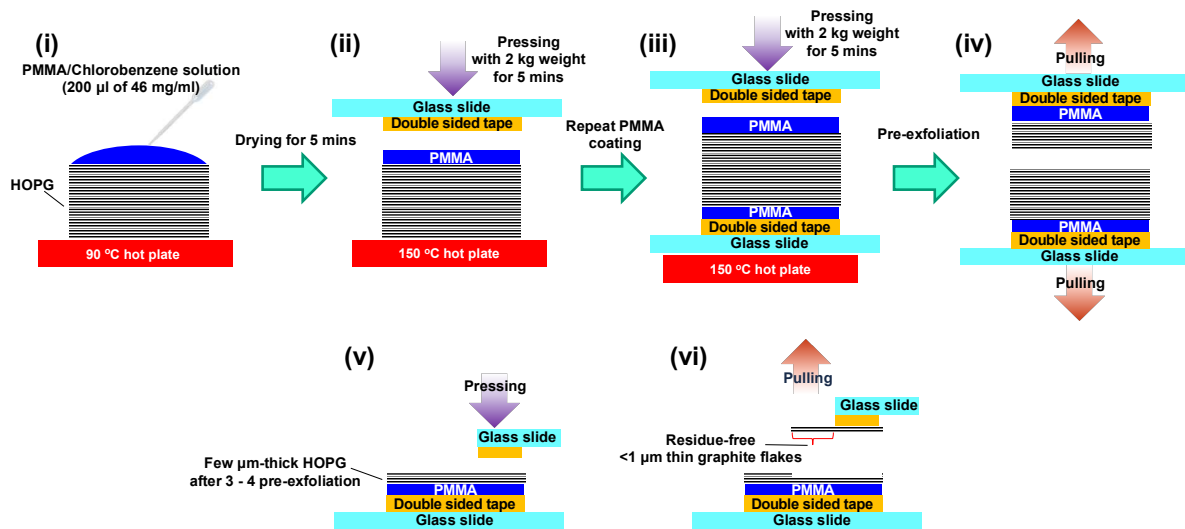 (i)
PMMA/Chlorobenzene solution
(200 µl of 46 mg/ml)
HOPG
90 ºC hot plate
Drying for 5 mins
(ii)
Pressing
with 2 kg weight
for 5 mins
Glass slide
Double sided tape
PMMA
150 ºC hot plate
Repeat PMMA
coating
(iii)
Pressing
with 2 kg weight
for 5 mins
Glass slide
Double sided tape
PMMA
PMMA
Double sided tape
Glass slide
150 ºC hot plate
Pre-exfoliation
(iv)
Pulling
Glass slide
Double sided tape
PMMA
PMMA
Double sided tape
Glass slide
Pulling
(v)
Pressing
Glass slide
Few µm-thick HOPG
after 3 - 4 pre-exfoliation
PMMA
Double sided tape
Glass slide
(vi)
Pulling
Glass slide
Residue-free
<1 µm thin graphite flakes
PMMA
Double sided tape
Glass slide